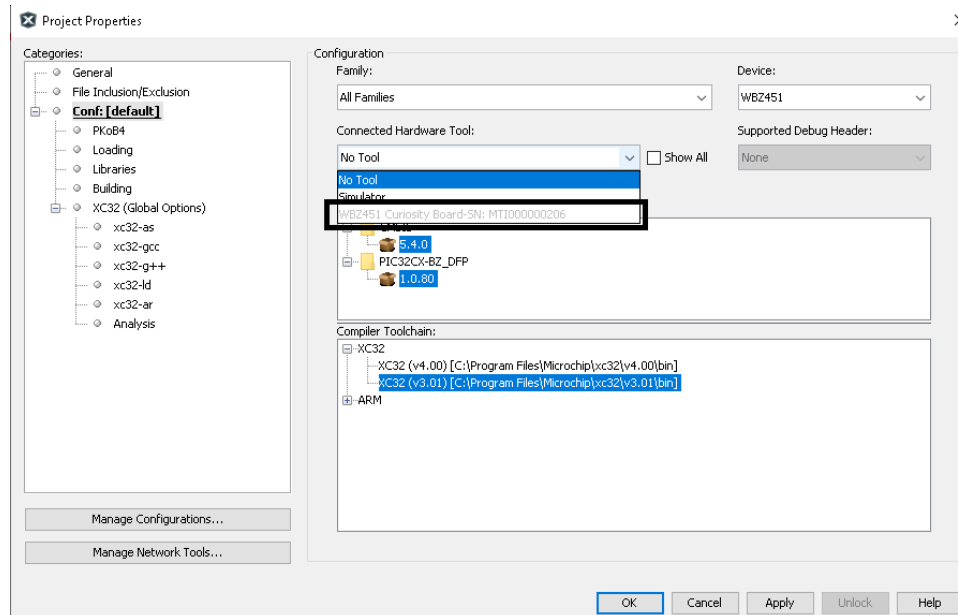 Project Properties
Categories:
General
File Inclusion/Exclusion
Conf: [default]
PKoB4
Loading
Libraries
Building
XC32 (Global Options)
xc32-as
xc32-gcc
xc32-g++
xc32-ld
xc32-ar
Analysis
Manage Configurations...
Manage Network Tools...
Configuration
Family:
All Families
Device:
WBZ451
Connected Hardware Tool:
No Tool
Show All
Supported Debug Header:
None
No Tool
Simulator
WBZ451 Curiosity Board-SN: MTI000000206
5.4.0
PIC32CX-BZ_DFP
1.0.80
Compiler Toolchain:
XC32
XC32 (v4.00) [C:\Program Files\Microchip\xc32\v4.00\bin]
XC32 (v3.01) [C:\Program Files\Microchip\xc32\v3.01\bin]
ARM
OK
Cancel
Apply
Unlock
Help